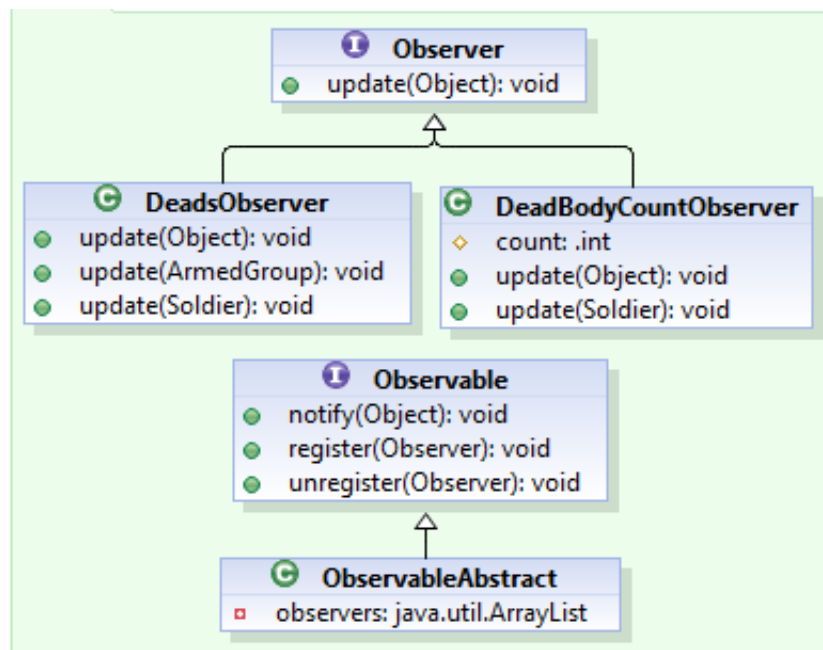 I Observer
update(Object): void
C DeadsObserver
update(Object): void
update(ArmedGroup): void
update(Soldier): void
C DeadBodyCountObserver
count: .int
update(Object): void
update(Soldier): void
I Observable
notify(Object): void
register(Observer): void
unregister(Observer): void
C ObservableAbstract
observers: java.util.ArrayList